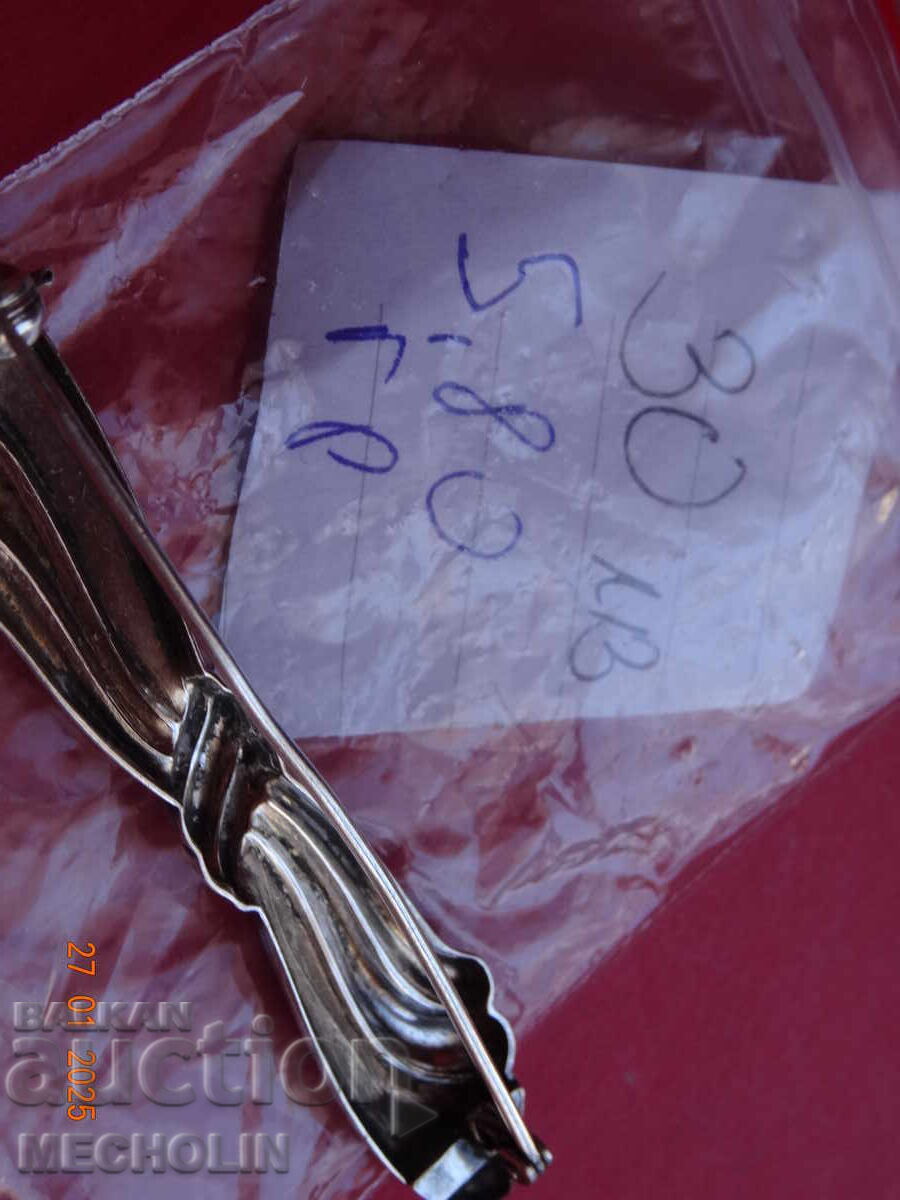 30 лв
5.80
гр
27 01 2025
BALKAN
auction
MECHOLIN